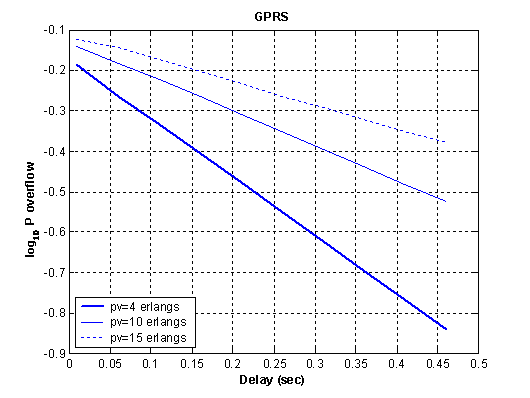 GPRS
-0.1
-0.2
-0.3
-0.4
-0.5
-0.6
-0.7
-0.8
-0.9
log10 P overflow
pv=4 erlangs
pv=10 erlangs
pv=15 erlangs
0 0.05 0.1 0.15 0.2 0.25 0.3 0.35 0.4 0.45 0.5
Delay (sec)